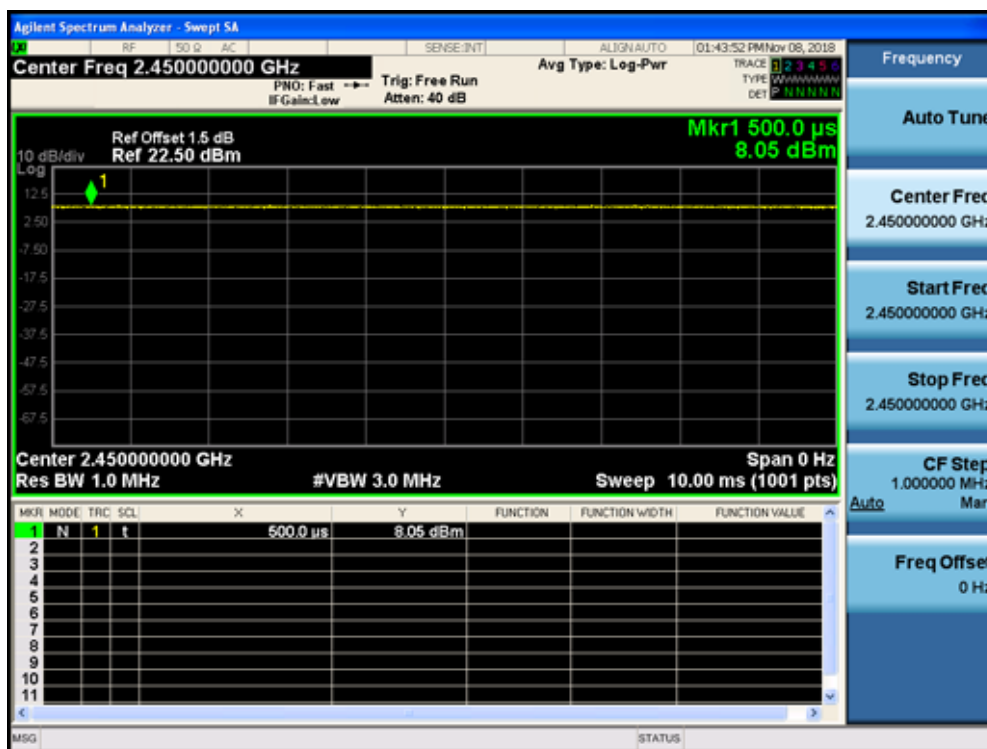 Agilent Spectrum Analyzer - Swept SA
RF 50 Ω AC SENSE:INT ALIGNAUTO 01:43:52 PMNov 08, 2018
Center Freq 2.450000000 GHz
PNO: Fast
IFGain:Low
Trig: Free Run
Atten: 40 dB
Avg Type: Log-Pwr
TRACE 1 2 3 4 5 6
TYPE
DET P N N N N N
Mkr1 500.0 µs
8.05 dBm
Ref Offset 1.5 dB
10 dB/div Ref 22.50 dBm
Log
1
12.5
2.50
-7.50
-17.5
-27.5
-37.5
-47.5
-57.5
-67.5
Center 2.450000000 GHz Span 0 Hz
Res BW 1.0 MHz #VBW 3.0 MHz Sweep 10.00 ms (1001 pts)
MKR MODE TRC SCL X Y FUNCTION FUNCTION WIDTH FUNCTION VALUE
1 N 1 t 500.0 µs 8.05 dBm
2
3
4
5
6
7
8
9
10
11
MSG STATUS
Frequency
Auto Tune
Center Freq
2.450000000 GHz
Start Freq
2.450000000 GHz
Stop Freq
2.450000000 GHz
CF Step
1.000000 MHz
Auto Man
Freq Offset
0 Hz